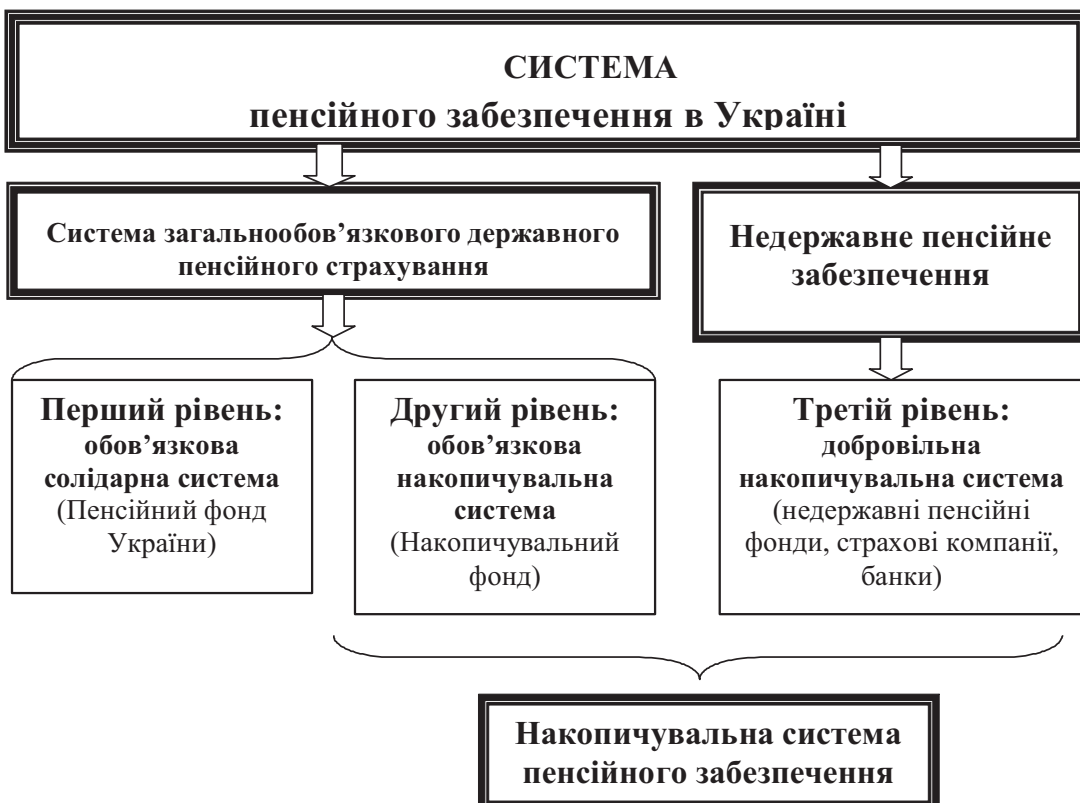 СИСТЕМА
пенсійного забезпечення в Україні
Система загальнообов’язкового державного
пенсійного страхування
Недержавне пенсійне
забезпечення
Перший рівень:
обов’язкова
солідарна система
(Пенсійний фонд
України)
Другий рівень:
обов’язкова
накопичувальна
система
(Накопичувальний
фонд)
Третій рівень:
добровільна
накопичувальна система
(недержавні пенсійні
фонди, страхові компанії,
банки)
Накопичувальна система
пенсійного забезпечення